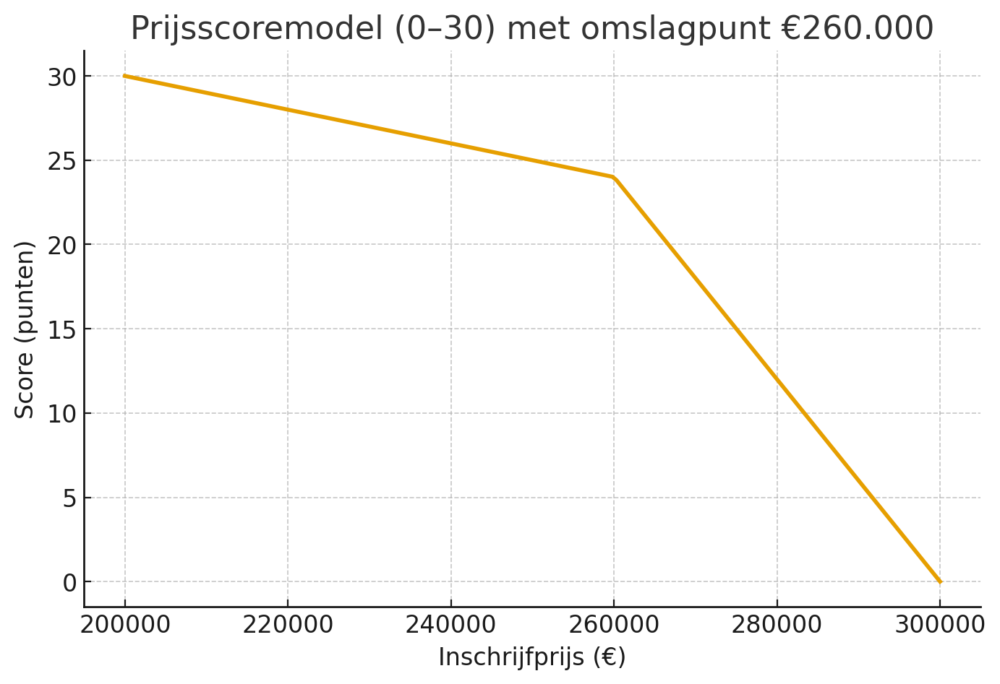 Prijsscoremodel (0–30) met omslagpunt €260.000
30
25
20
15
10
5
0
Score (punten)
200000 220000 240000 260000 280000 300000
Inschrijfprijs (€)